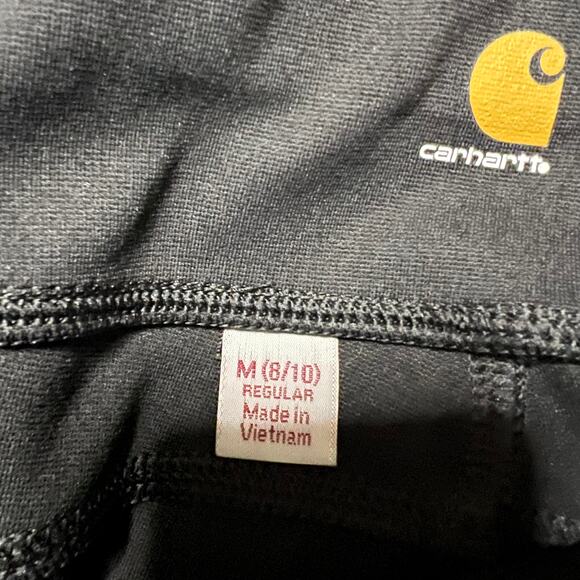 carhartt
M (8/10)
REGULAR
Made in
Vietnam